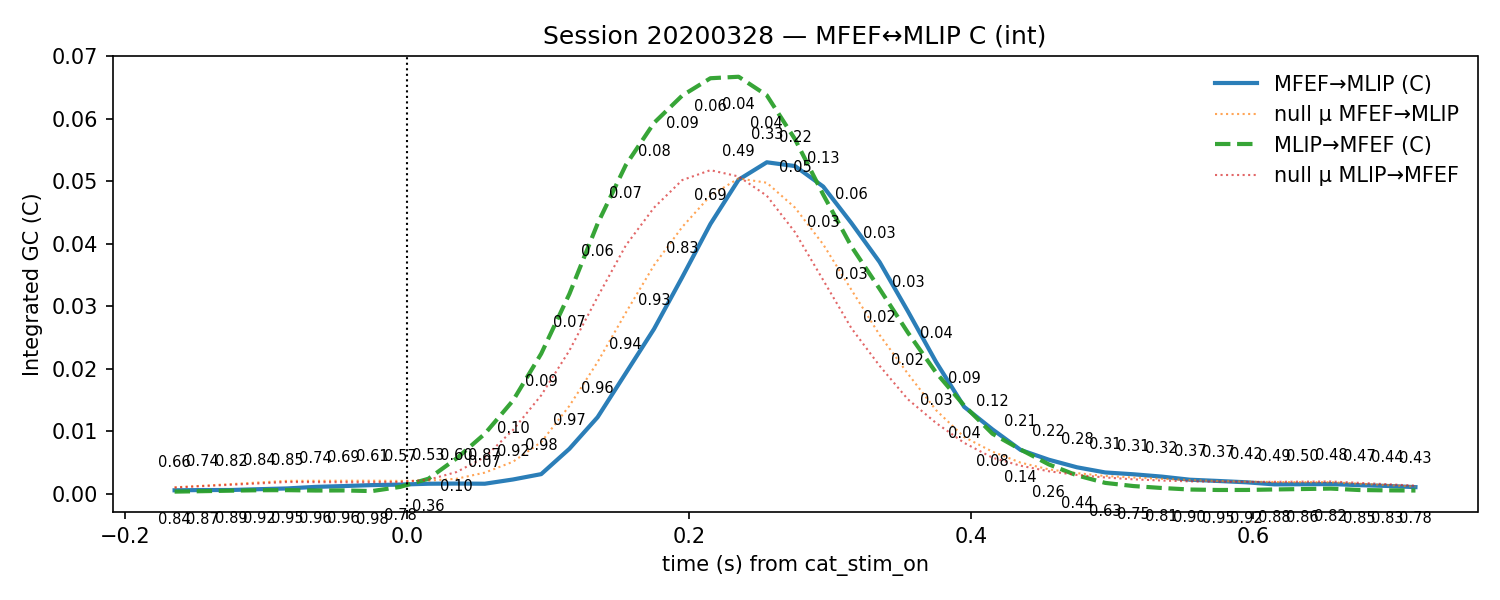 Session 20200328 — MFEF↔MLIP C (int)
Integrated GC (C)
0.07
0.06
0.05
0.04
0.03
0.02
0.01
0.00
MFEF→MLIP (C)
null μ MFEF→MLIP
MLIP→MFEF (C)
null μ MLIP→MFEF
0.66 0.74 0.82 0.84 0.85 0.74 0.69 0.61 0.57 0.53 0.60 0.87 0.92 0.98 0.97 0.96 0.94 0.93 0.83 0.69 0.49 0.33 0.22 0.13 0.06 0.03 0.03 0.04 0.09 0.12 0.21 0.22 0.28 0.31 0.31 0.32 0.37 0.37 0.42 0.49 0.50 0.48 0.47 0.44 0.43
0.84 0.87 0.89 0.92 0.95 0.96 0.96 0.98 0.78 0.36 0.10 0.07 0.10 0.09 0.07 0.06 0.07 0.08 0.09 0.06 0.04 0.04 0.05 0.03 0.03 0.02 0.02 0.03 0.04 0.08 0.14 0.26 0.44 0.63 0.75 0.81 0.90 0.95 0.92 0.88 0.86 0.82 0.85 0.83 0.78
−0.2 0.0 0.2 0.4 0.6
time (s) from cat_stim_on